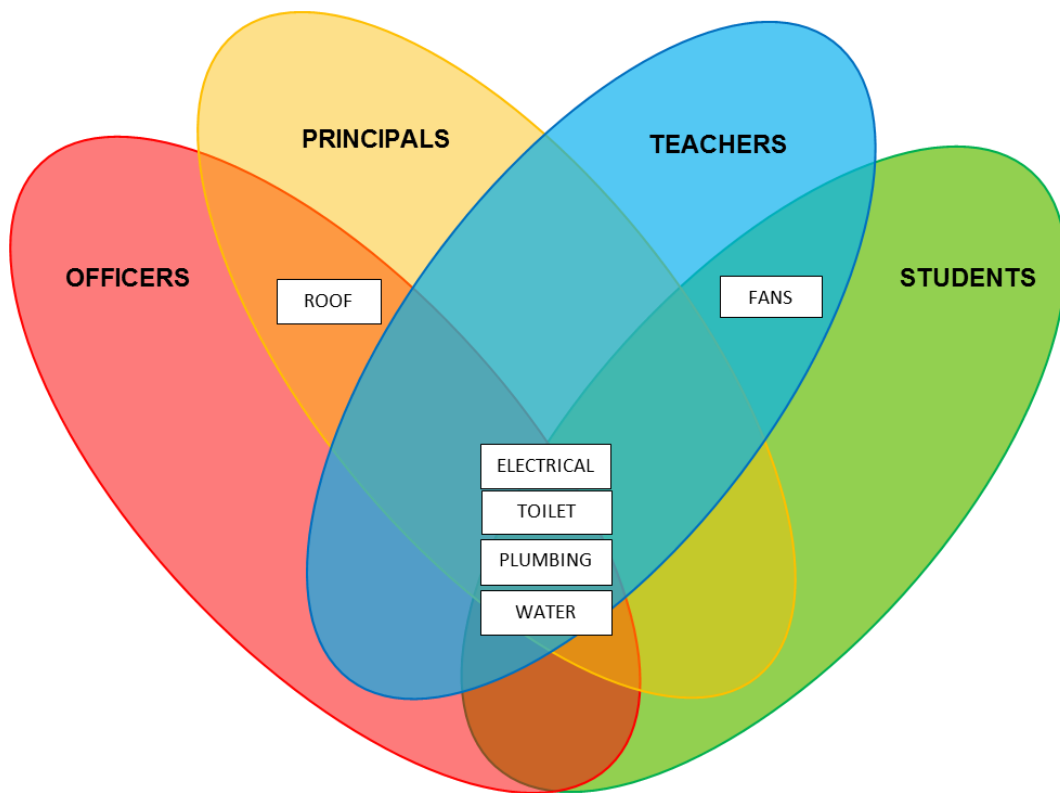 PRINCIPALS
TEACHERS
OFFICERS
STUDENTS
ROOF
FANS
ELECTRICAL
TOILET
PLUMBING
WATER